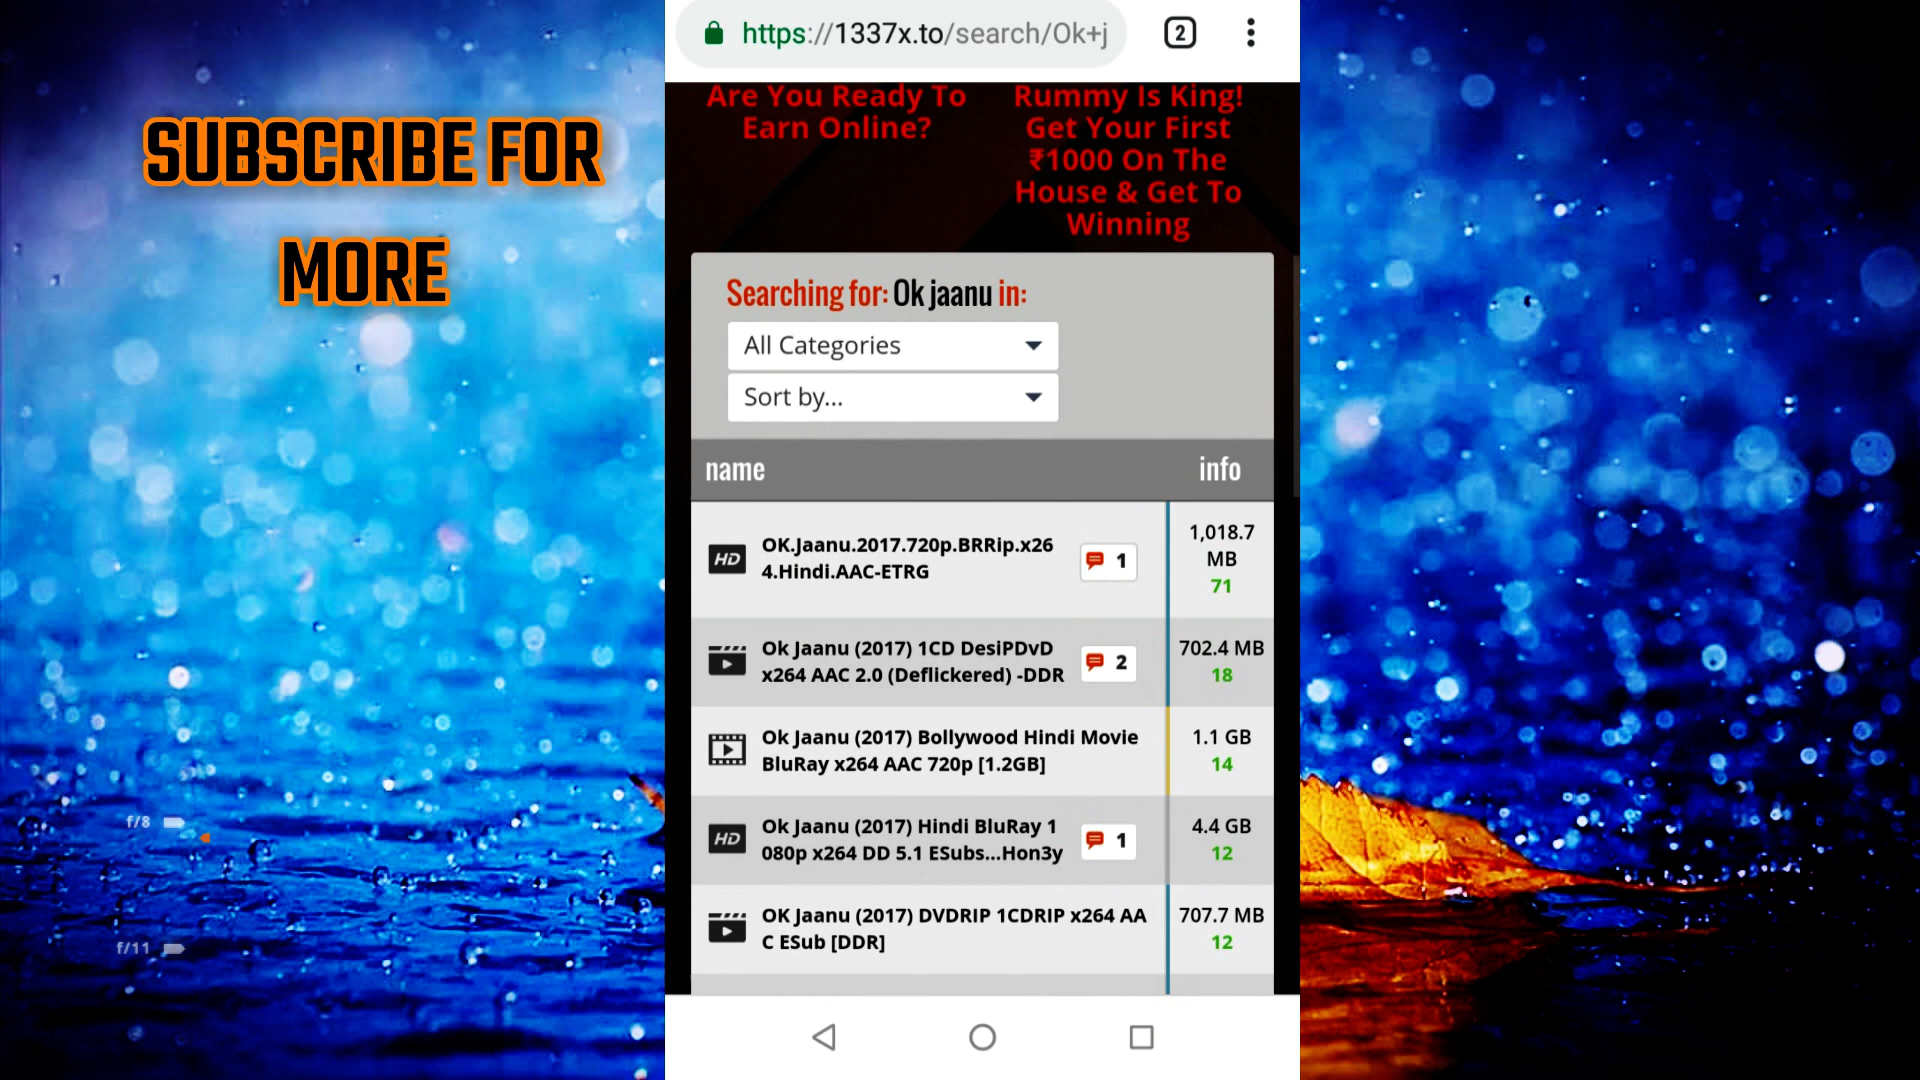 SUBSCRIBE FOR
MORE
f/8
f/11
https://1337x.to/search/Ok+j
2
Are You Ready To
Earn Online?
Rummy Is King!
Get Your First
₹1000 On The
House & Get To
Winning
Searching for: Ok jaanu in:
All Categories
Sort by...
name info
OK.Jaanu.2017.720p.BRRip.x26
4.Hindi.AAC-ETRG
1
1,018.7
MB
71
Ok Jaanu (2017) 1CD DesiPDvD
x264 AAC 2.0 (Deflickered) -DDR
2
702.4 MB
18
Ok Jaanu (2017) Bollywood Hindi Movie
BluRay x264 AAC 720p [1.2GB]
1.1 GB
14
Ok Jaanu (2017) Hindi BluRay 1
080p x264 DD 5.1 ESubs...Hon3y
1
4.4 GB
12
OK Jaanu (2017) DVDRIP 1CDRIP x264 AA
C ESub [DDR]
707.7 MB
12
HD
HD